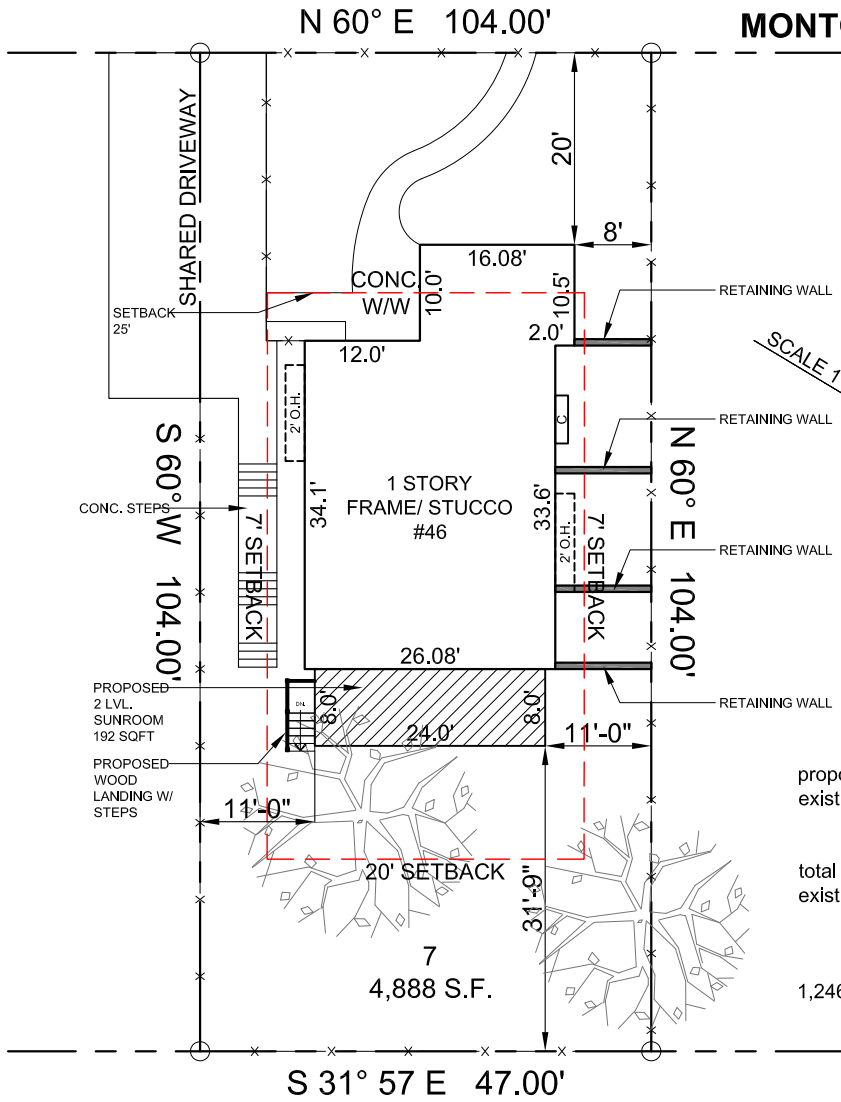 N 60° E 104.00'
MONTG
SHARED DRIVEWAY
20'
8'
16.08'
CONC.
W/W
10.0'
10.5'
RETAINING WALL
SETBACK
25'
2.0'
12.0'
SCALE 1
2' O.H.
C
RETAINING WALL
S 60° W 104.00'
N 60° E 104.00'
1 STORY
FRAME/ STUCCO
#46
34.1'
33.6'
CONC. STEPS
7' SETBACK
2' O.H.
7' SETBACK
RETAINING WALL
26.08'
PROPOSED
2 LVL.
SUNROOM
192 SQFT
DN.
8.0'
8.0'
RETAINING WALL
24.0'
11'-0"
PROPOSED
WOOD
LANDING W/
STEPS
11'-0"
propo
exist
20' SETBACK
total
exist
31'-9"
7
4,888 S.F.
1,246
S 31° 57 E 47.00'